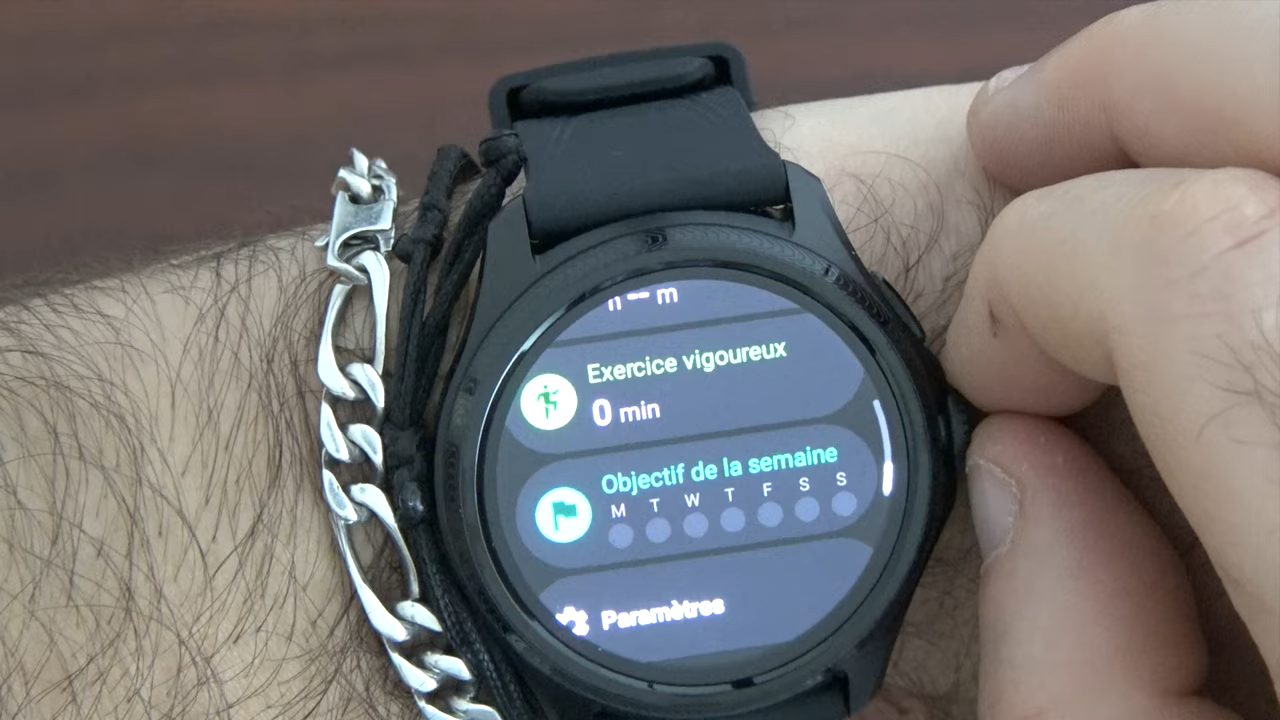 h -- m
Exercice vigoureux
0 min
Objectif de la semaine
M T W T F S S
Paramètres